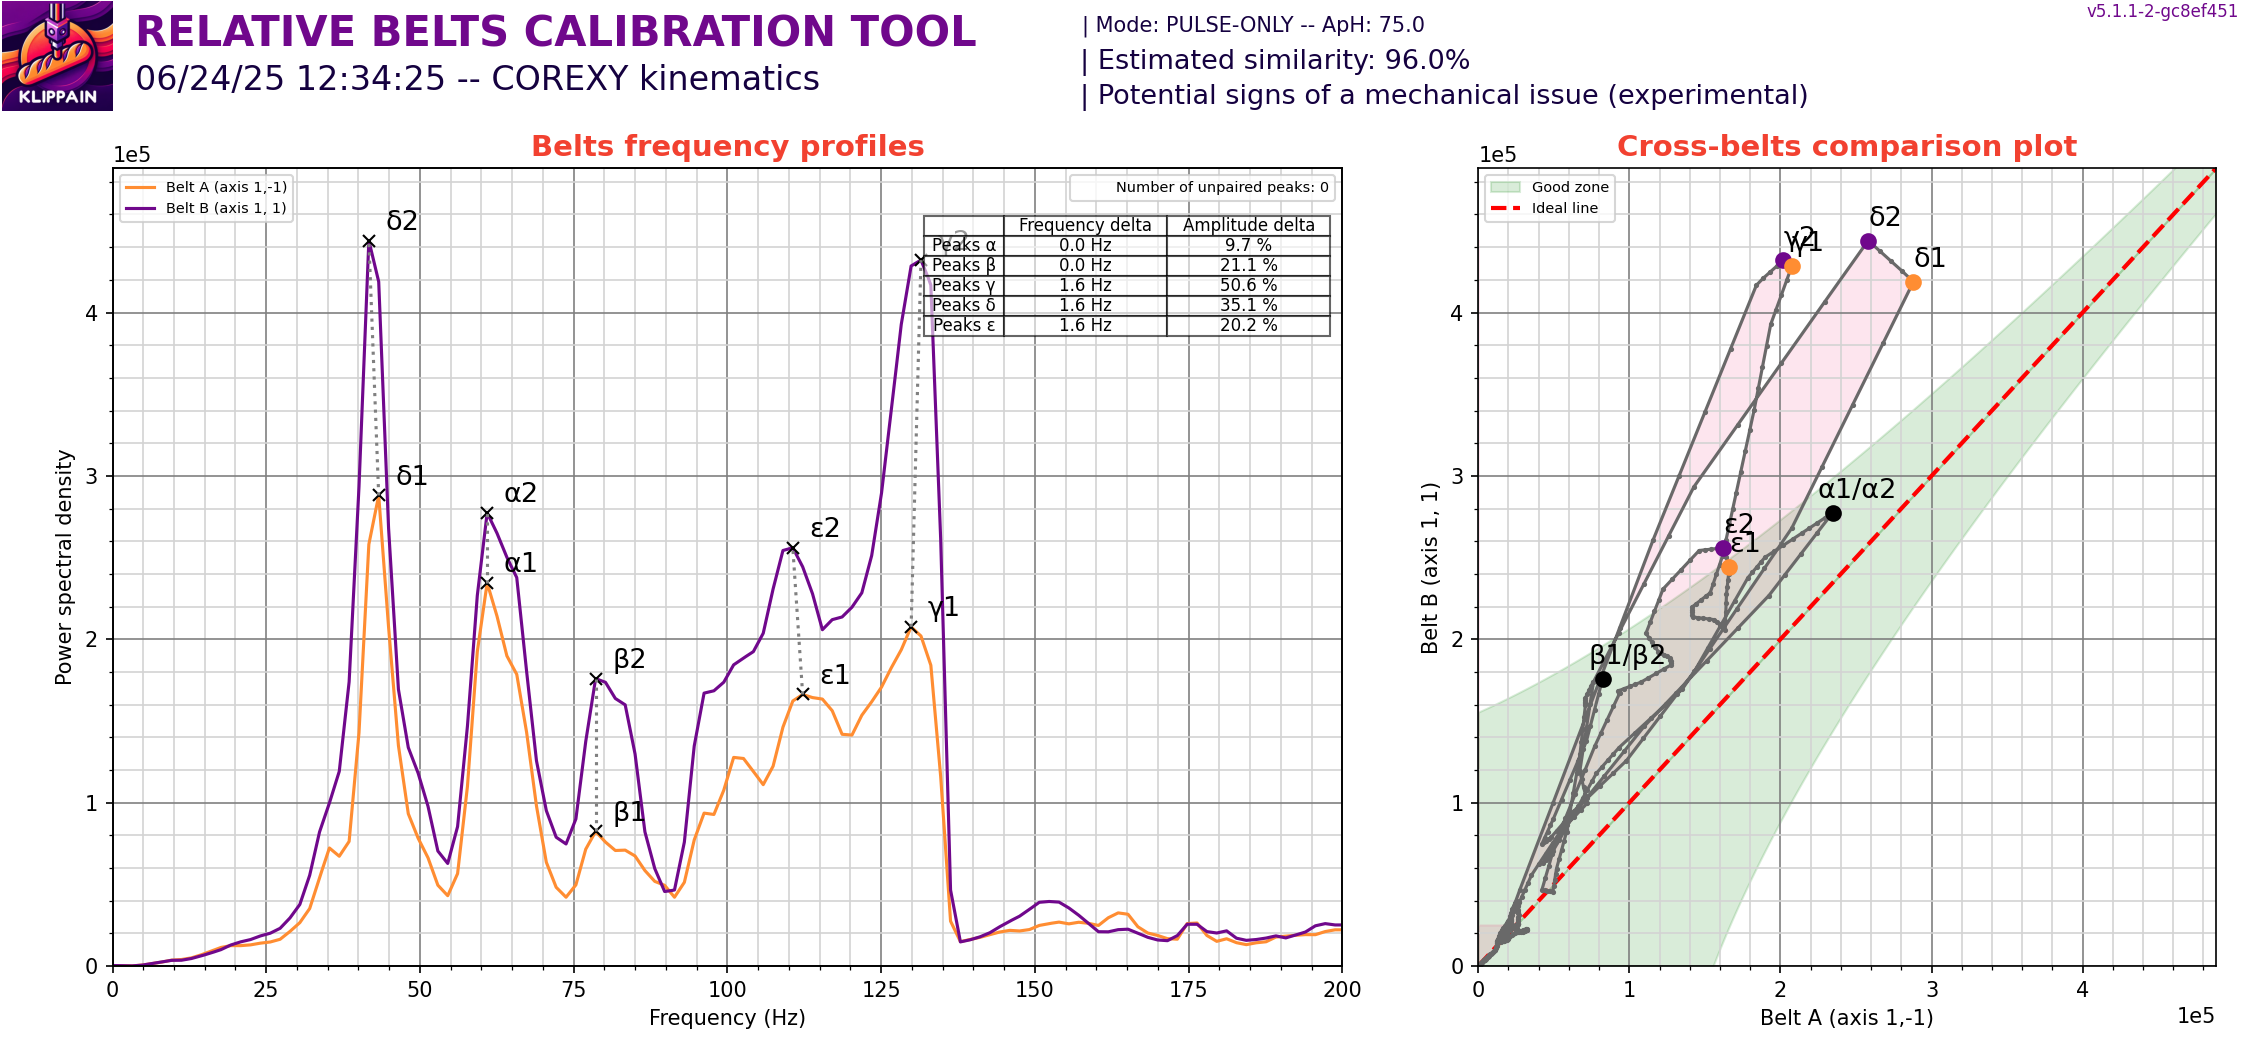 KLIPPAIN
RELATIVE BELTS CALIBRATION TOOL
06/24/25 12:34:25 -- COREXY kinematics
| Mode: PULSE-ONLY -- ApH: 75.0
| Estimated similarity: 96.0%
| Potential signs of a mechanical issue (experimental)
v5.1.1-2-gc8ef451
Belts frequency profiles
1e5
Belt A (axis 1,-1)
Belt B (axis 1, 1)
Number of unpaired peaks: 0
Frequency delta Amplitude delta
Peaks α 0.0 Hz 9.7 %
Peaks β 0.0 Hz 21.1 %
Peaks γ 1.6 Hz 50.6 %
Peaks δ 1.6 Hz 35.1 %
Peaks ε 1.6 Hz 20.2 %
δ2
γ2
δ1
α2
α1
ε2
γ1
β2
ε1
β1
4
3
2
1
0
Power spectral density
0 25 50 75 100 125 150 175 200
Frequency (Hz)
Cross-belts comparison plot
1e5
Good zone
Ideal line
δ2
γ2
γ1
δ1
α1/α2
ε2
ε1
β1/β2
4
3
2
1
0
Belt B (axis 1, 1)
0 1 2 3 4
1e5
Belt A (axis 1,-1)